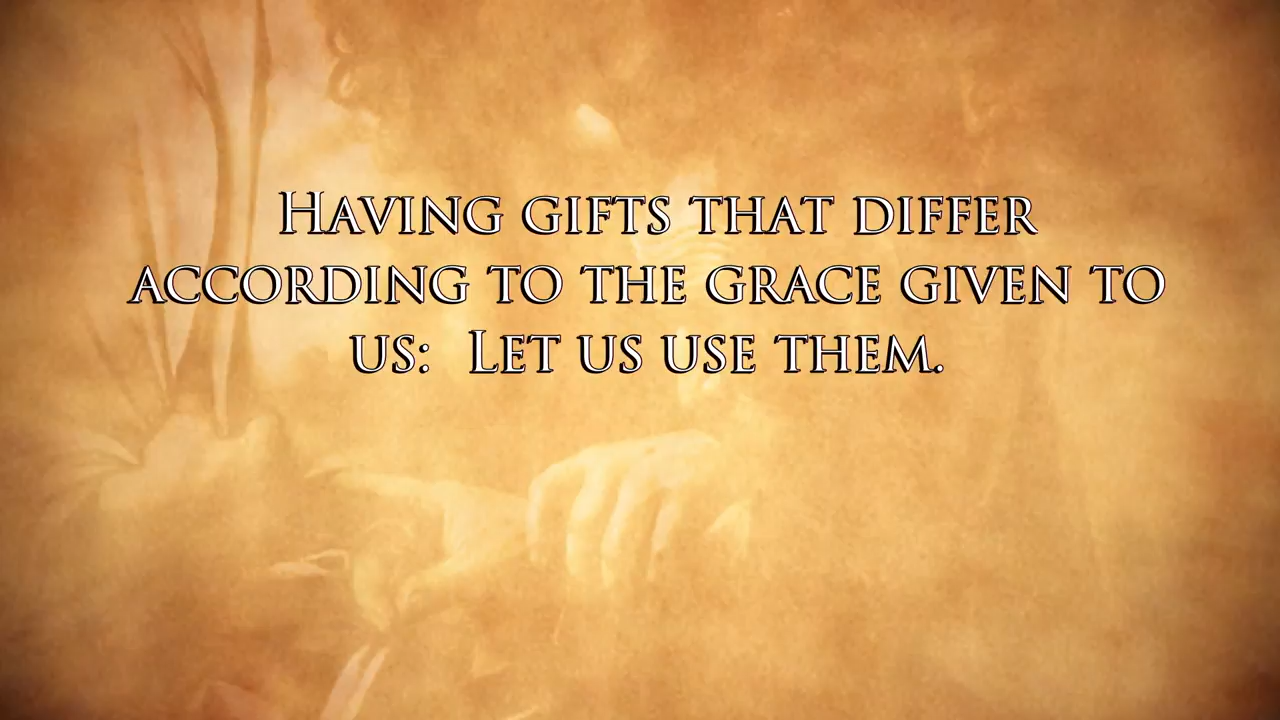 Having gifts that differ
according to the grace given to
us:  Let us use them.